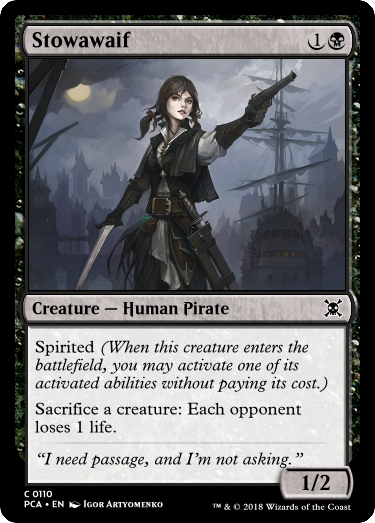 Stowawaif 1
Creature — Human Pirate
Spirited (When this creature enters the
battlefield, you may activate one of its
activated abilities without paying its cost.)
Sacrifice a creature: Each opponent
loses 1 life.
“I need passage, and I’m not asking.”
1/2
C 0110
PCA • EN Igor Artyomenko
™ & © 2018 Wizards of the Coast